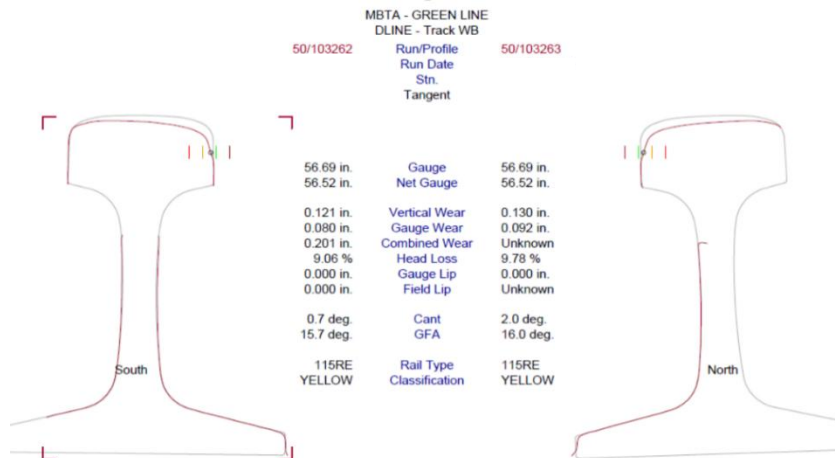 MBTA - GREEN LINE
DLINE - Track WB
50/103262 Run/Profile 50/103263
Run Date
Stn.
Tangent
56.69 in. Gauge 56.69 in.
56.52 in. Net Gauge 56.52 in.
0.121 in. Vertical Wear 0.130 in.
0.080 in. Gauge Wear 0.092 in.
0.201 in. Combined Wear Unknown
9.06 % Head Loss 9.78 %
0.000 in. Gauge Lip 0.000 in.
0.000 in. Field Lip Unknown
0.7 deg. Cant 2.0 deg.
15.7 deg. GFA 16.0 deg.
South 115RE Rail Type 115RE North
YELLOW Classification YELLOW